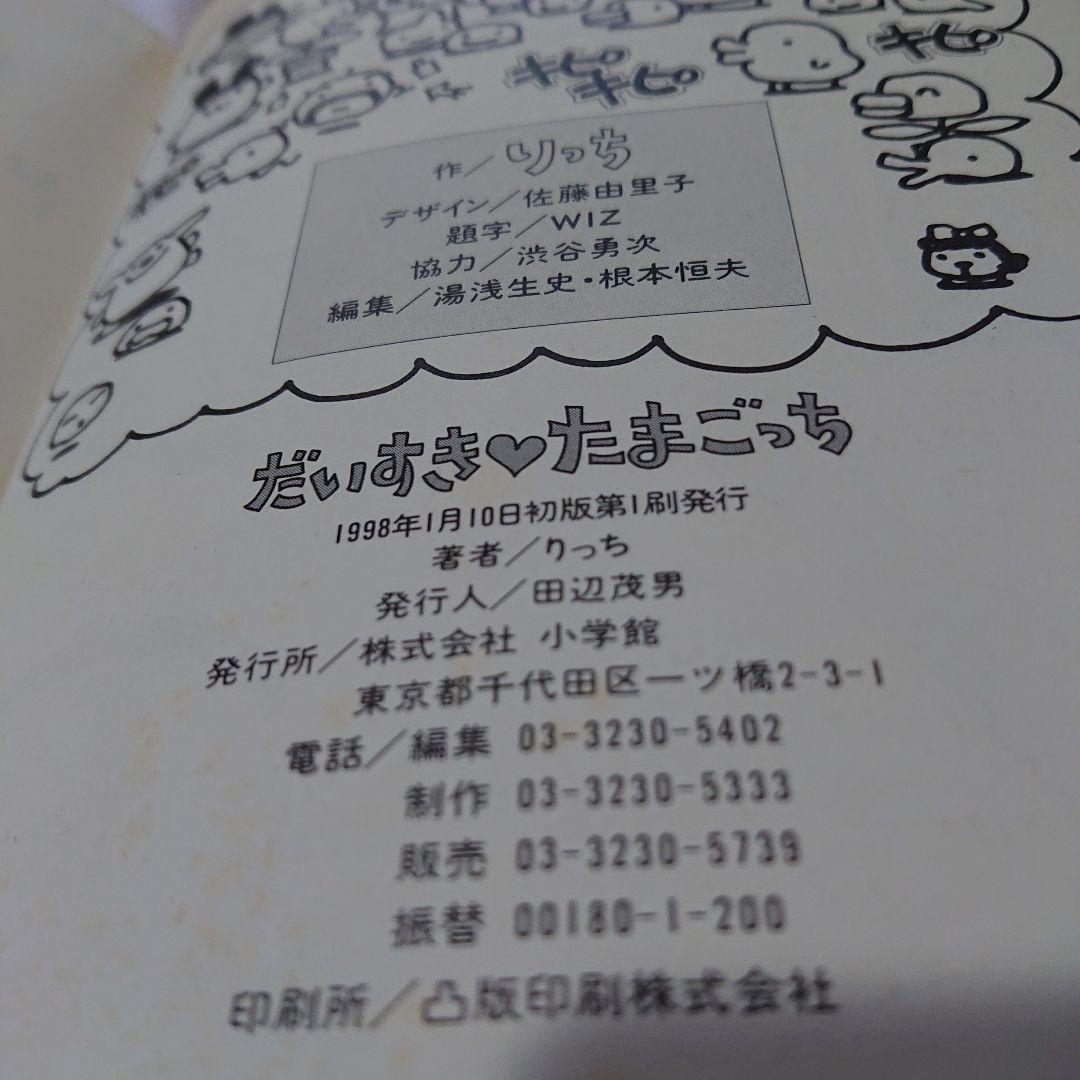 キピキピ
キピ
作／りっち
デザイン／佐藤由里子
題字／WIZ
協力／渋谷勇次
編集／湯浅生史・根本恒夫
だいすき♥たまごっち
1998年1月10日初版第1刷発行
著者／りっち
発行人／田辺茂男
発行所／株式会社 小学館
東京都千代田区一ツ橋2-3-1
電話／編集 03-3230-5402
制作 03-3230-5333
販売 03-3230-5739
振替 00180-1-200
印刷所／凸版印刷株式会社